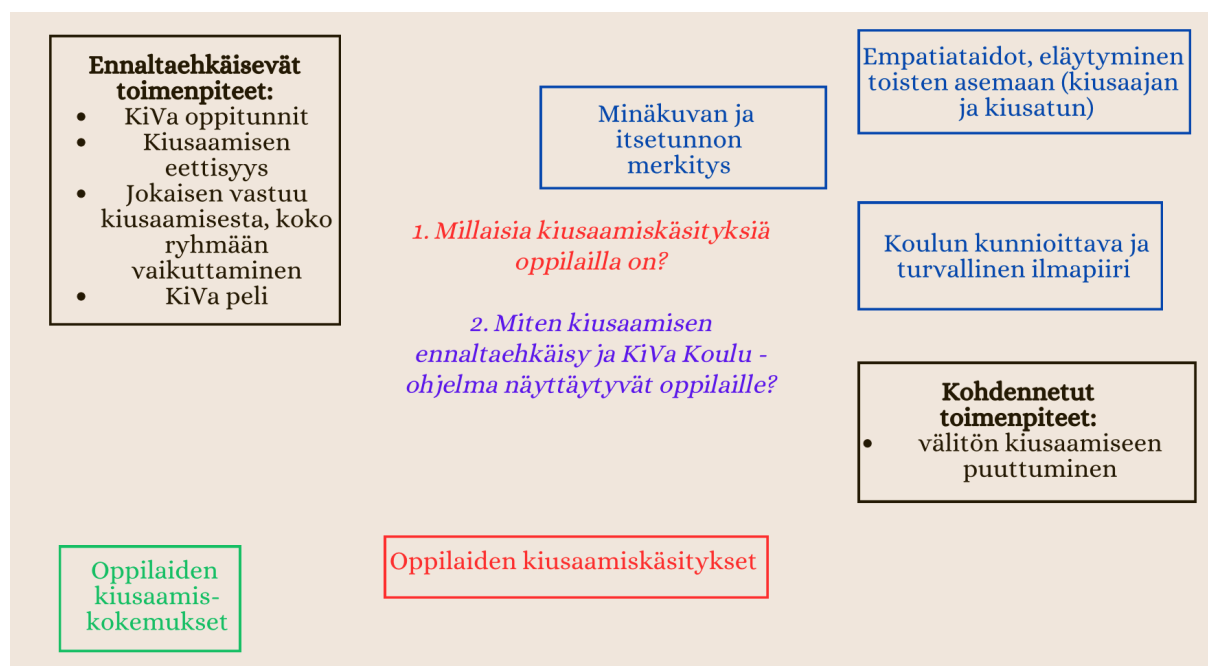 Ennaltaehkäisevät
toimenpiteet:
• KiVa oppitunnit
• Kiusaamisen
eettisyys
• Jokaisen vastuu
kiusaamisesta, koko
ryhmään
vaikuttaminen
• KiVa peli
Minäkuvan ja
itsetunnon
merkitys
Empatiataidot, eläytyminen
toisten asemaan (kiusaajan
ja kiusatun)
1. Millaisia kiusaamiskäsityksiä
oppilailla on?
Koulun kunnioittava ja
turvallinen ilmapiiri
2. Miten kiusaamisen
ennaltaehkäisy ja KiVa Koulu -
ohjelma näyttäytyvät oppilaille?
Kohdennetut
toimenpiteet:
• välitön kiusaamiseen
puuttuminen
Oppilaiden
kiusaamis-
kokemukset
Oppilaiden kiusaamiskäsitykset